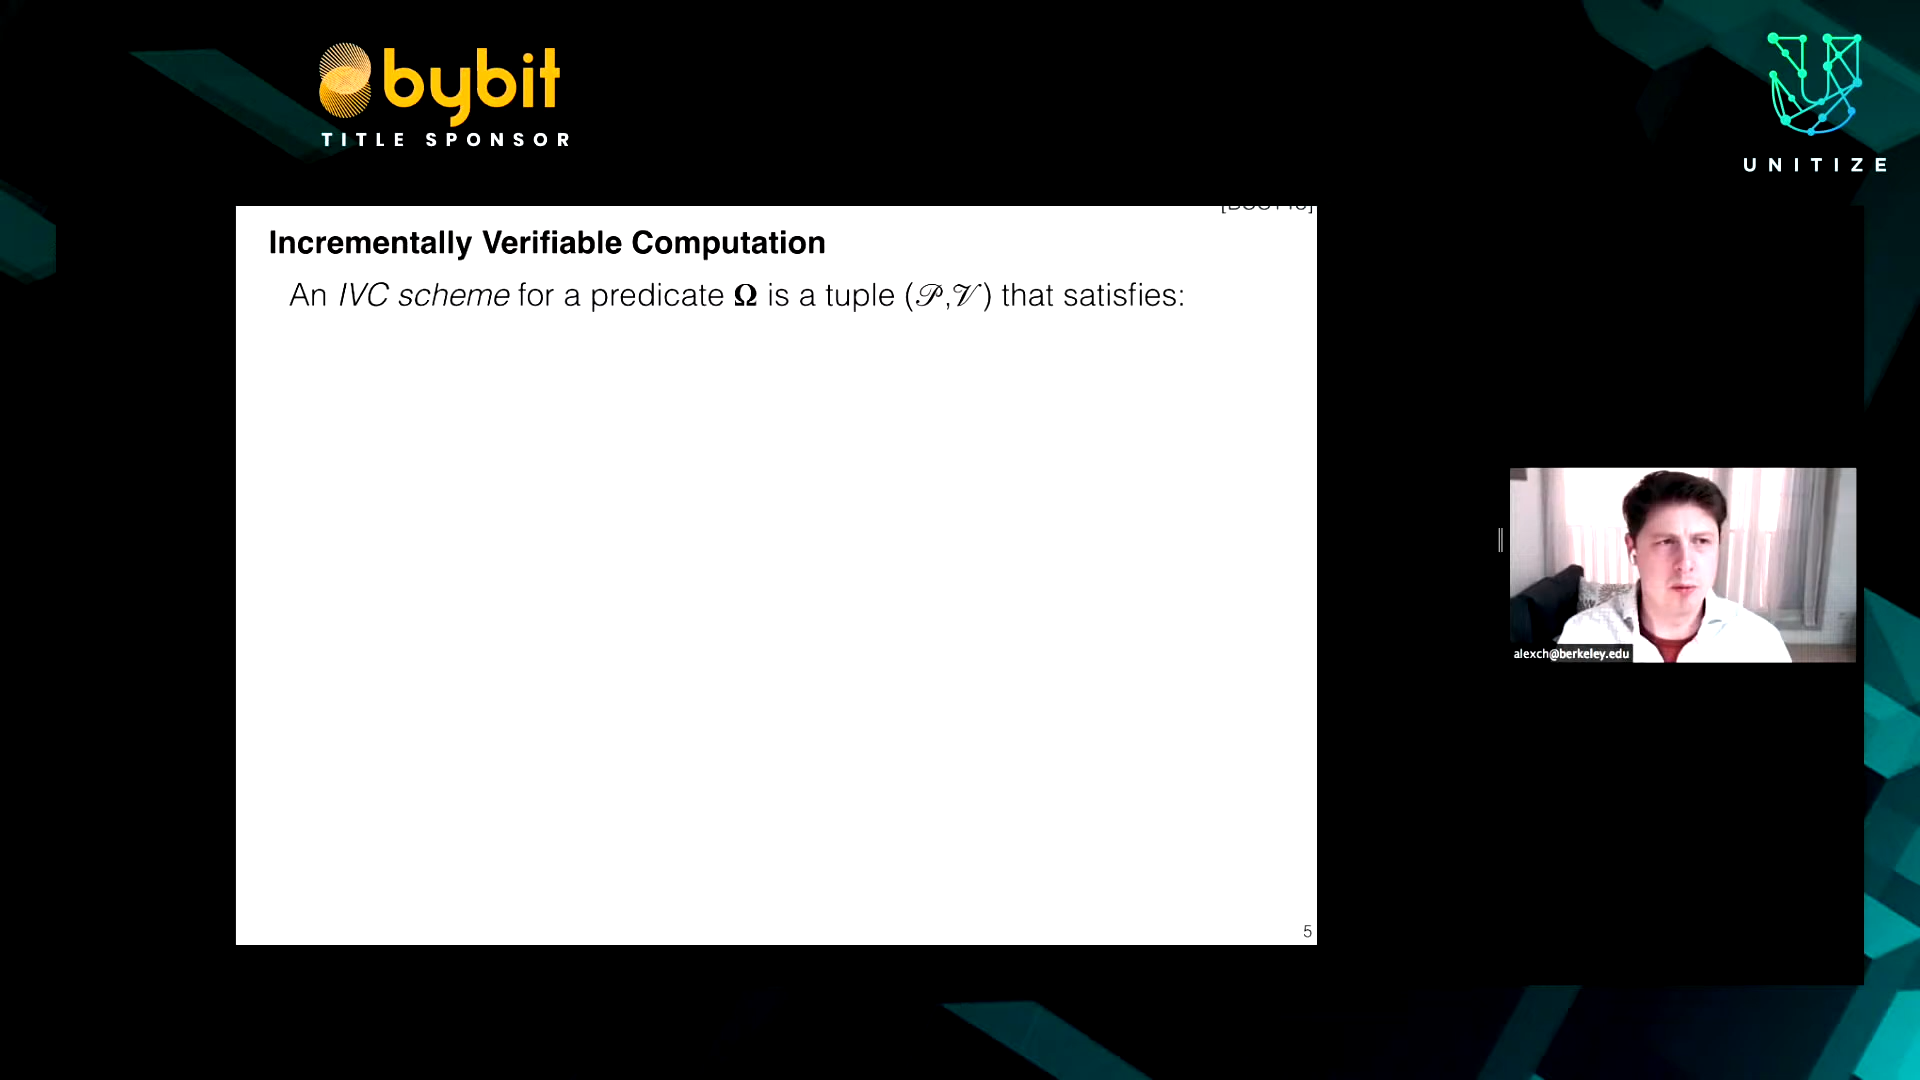 bybit
TITLE SPONSOR
UNITIZE
Incrementally Verifiable Computation
An IVC scheme for a predicate Ω is a tuple (𝒫,𝒱) that satisfies:
alexch@berkeley.edu
5